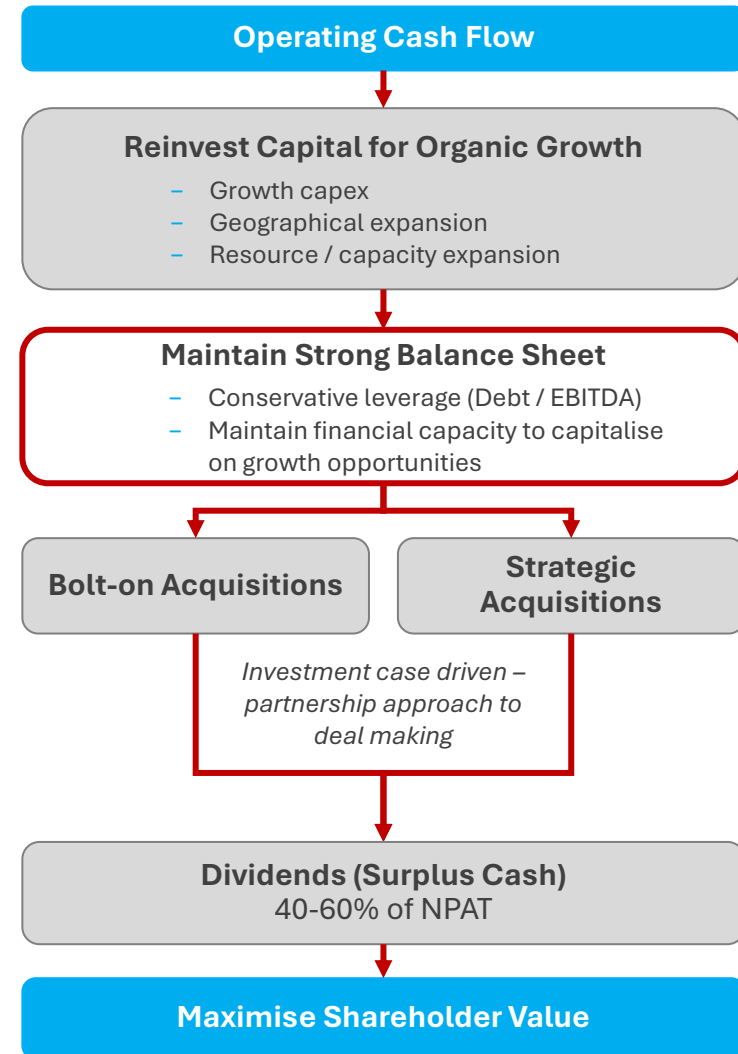 Operating Cash Flow
Reinvest Capital for Organic Growth
– Growth capex
– Geographical expansion
– Resource / capacity expansion
Maintain Strong Balance Sheet
– Conservative leverage (Debt / EBITDA)
– Maintain financial capacity to capitalise
on growth opportunities
Bolt-on Acquisitions
Strategic
Acquisitions
Investment case driven –
partnership approach to
deal making
Dividends (Surplus Cash)
40-60% of NPAT
Maximise Shareholder Value